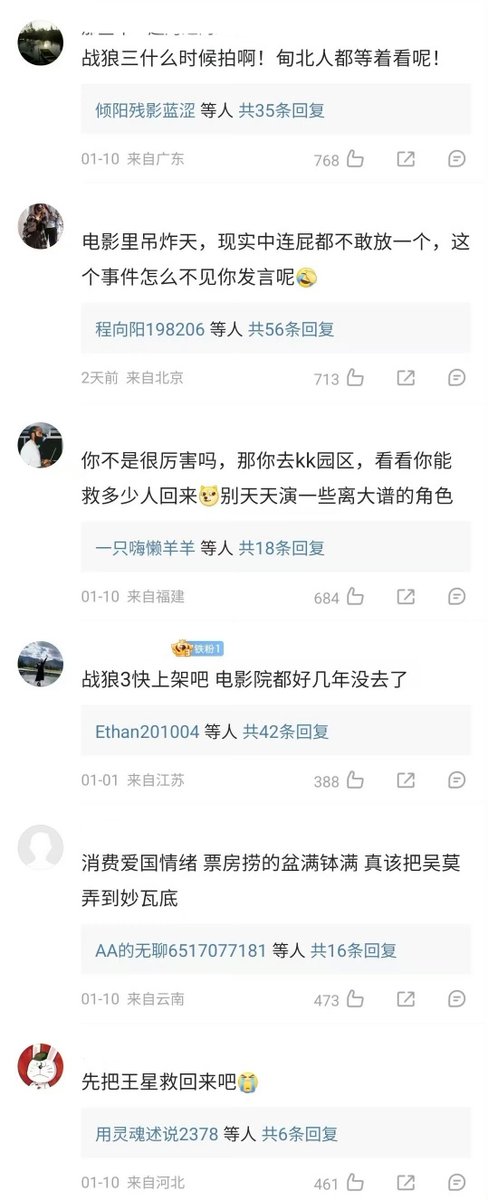 战狼三什么时候拍啊！甸北人都等着看呢！
倾阳残影蓝涩 等人 共35条回复
01-10 来自广东 768
电影里吊炸天，现实中连屁都不敢放一个，这
个事件怎么不见你发言呢
程向阳198206 等人 共56条回复
2天前 来自北京 713
你不是很厉害吗，那你去kk园区，看看你能
救多少人回来别天天演一些离大谱的角色
一只嗨懒羊羊 等人 共18条回复
01-10 来自福建 684
铁粉1
战狼3快上架吧 电影院都好几年没去了
Ethan201004 等人 共42条回复
01-01 来自江苏 388
消费爱国情绪 票房捞的盆满钵满 真该把吴莫
弄到妙瓦底
AA的无聊6517077181 等人 共16条回复
01-10 来自云南 473
先把王星救回来吧
用灵魂述说2378 等人 共6条回复
01-10 来自河北 461